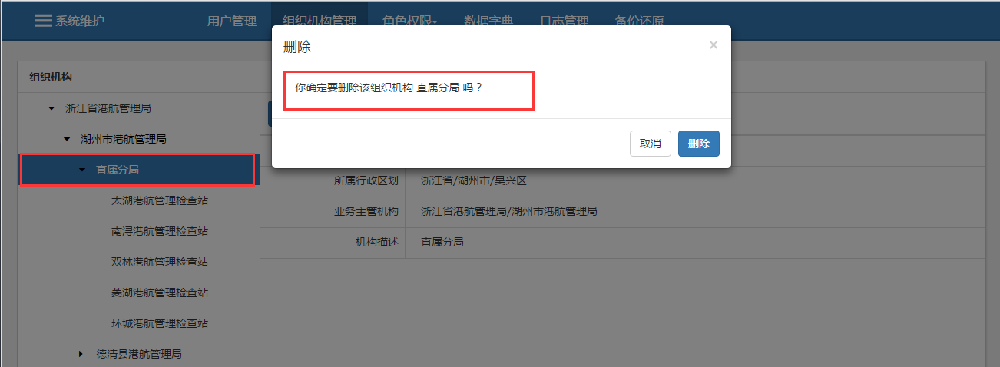 系统维护
用户管理
组织机构管理
角色权限
数据字典
日志管理
备份还原
删除
×
你确定要删除该组织机构 直属分局 吗？
取消
删除
组织机构
浙江省港航管理局
湖州市港航管理局
直属分局
太湖港航管理检查站
南浔港航管理检查站
双林港航管理检查站
菱湖港航管理检查站
环城港航管理检查站
德清县港航管理局
所属行政区划
浙江省/湖州市/吴兴区
业务主管机构
浙江省港航管理局/湖州市港航管理局
机构描述
直属分局